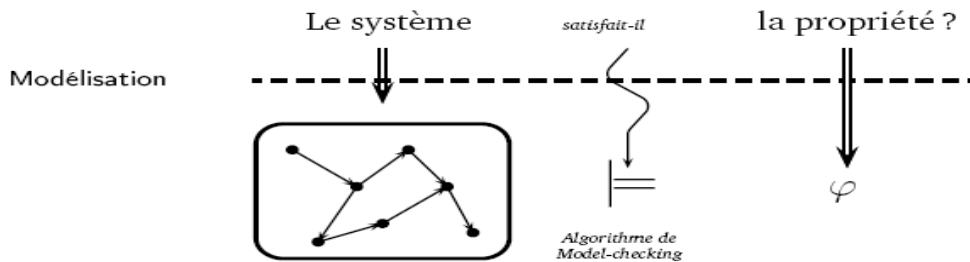 Le système satisfait-il la propriété ?
Modélisation
⊨ φ
Algorithme de
Model-checking